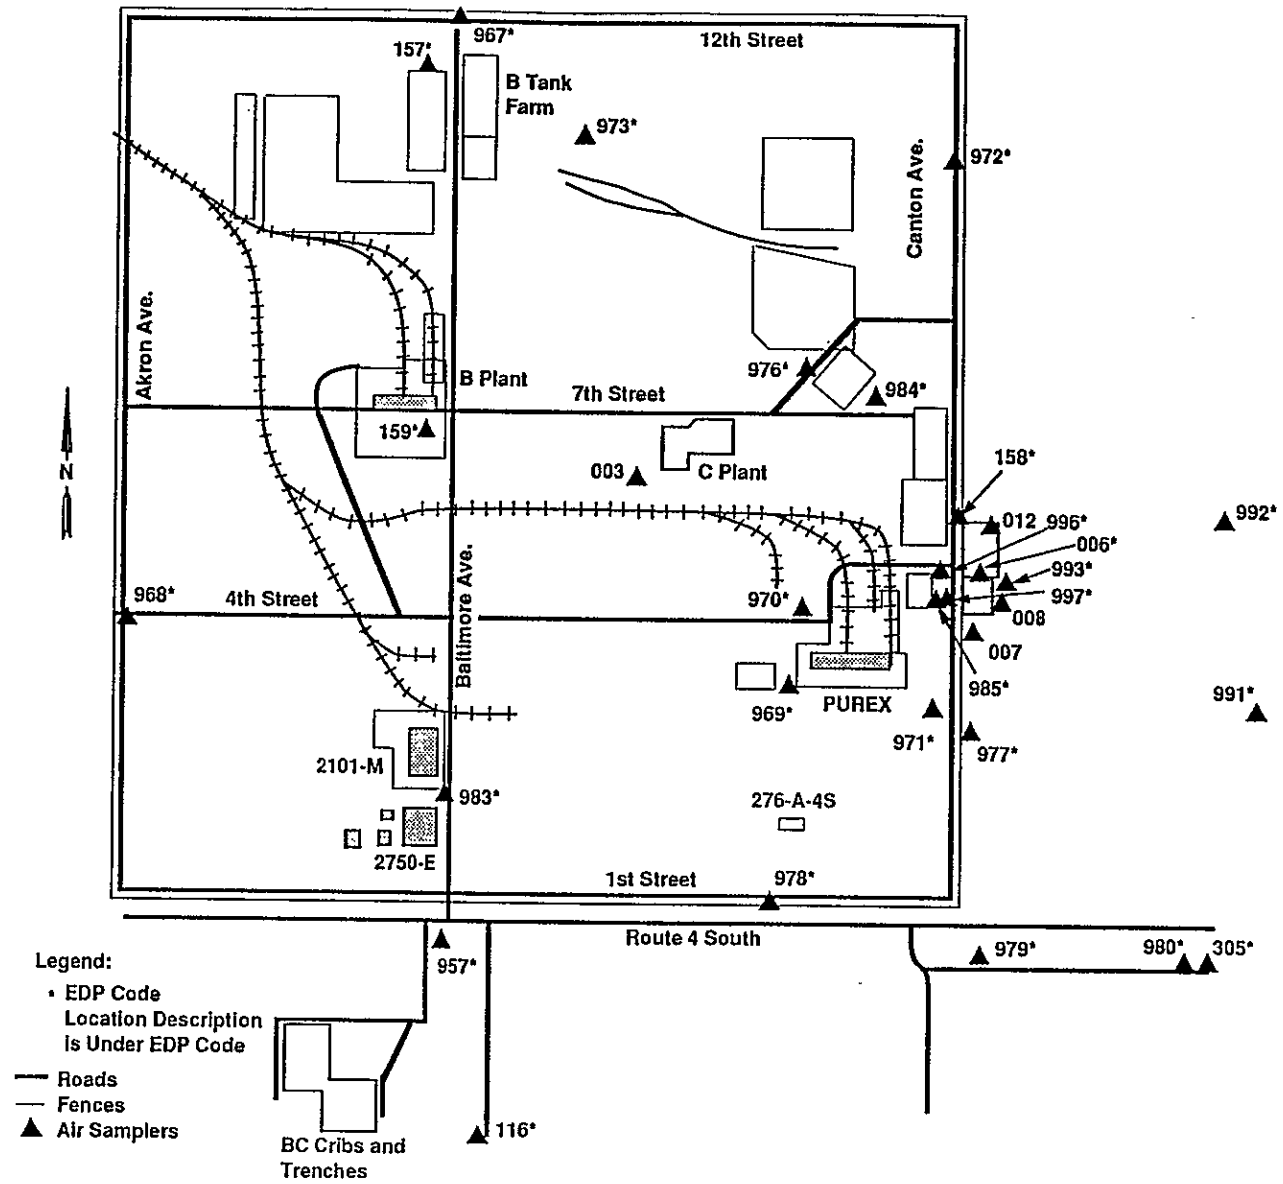 967*
12th Street
157*
B Tank
Farm
973*
972*
Canton Ave.
Akron Ave.
976*
984*
B Plant
7th Street
159*
C Plant
003
158*
N
992*
012
996*
006*
993*
997*
008
968*
4th Street
970*
Baltimore Ave.
007
985*
969*
PUREX
991*
971*
977*
2101-M
983*
276-A-4S
2750-E
1st Street
978*
Route 4 South
957*
979*
980*
305*
Legend:
* EDP Code
Location Description
is Under EDP Code
Roads
Fences
Air Samplers
116*
BC Cribs and
Trenches